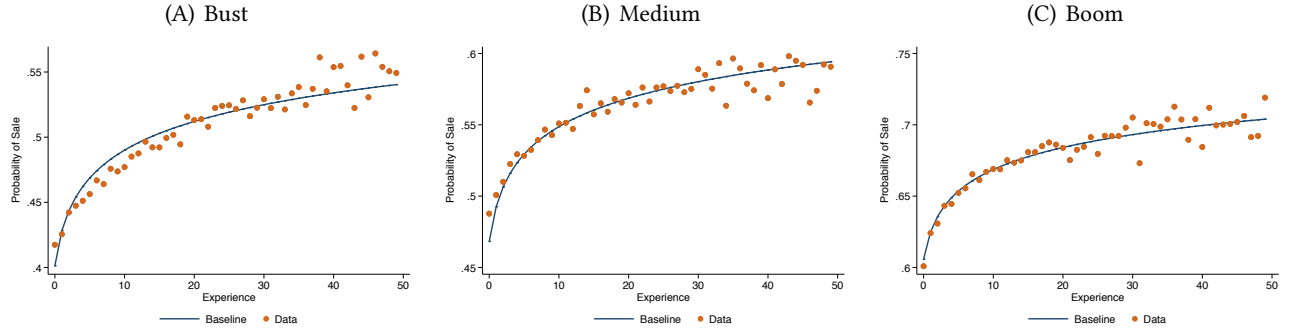 (A) Bust
Probability of Sale
.55
.5
.45
.4
0 10 20 30 40 50
Experience
Baseline Data
(B) Medium
Probability of Sale
.6
.55
.5
.45
0 10 20 30 40 50
Experience
Baseline Data
(C) Boom
Probability of Sale
.75
.7
.65
.6
0 10 20 30 40 50
Experience
Baseline Data